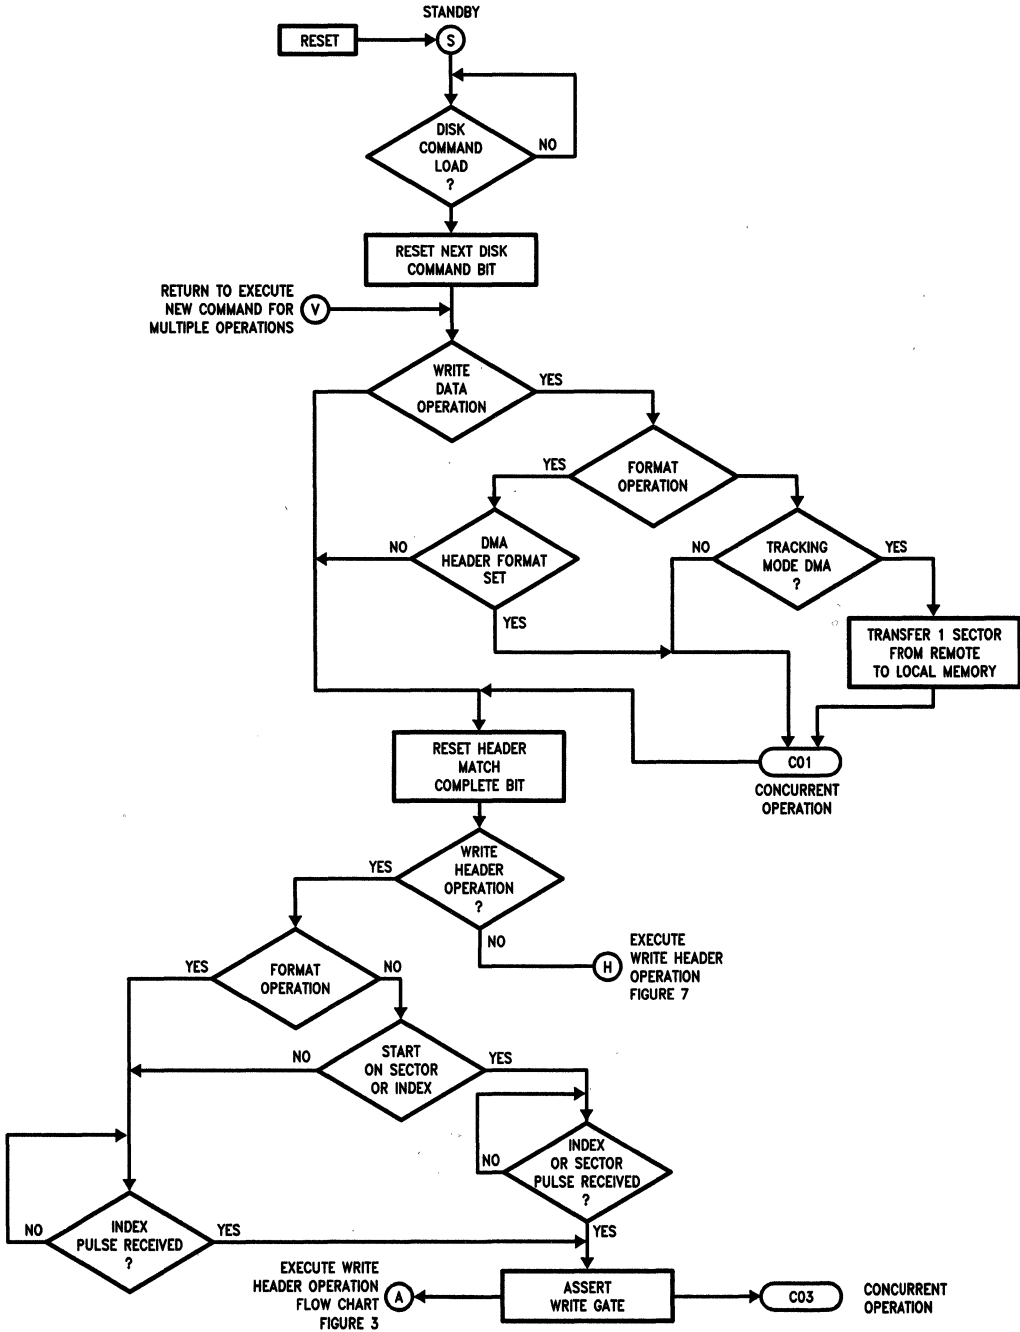 STANDBY
RESET
S
DISK
COMMAND
LOAD
?
NO
RESET NEXT DISK
COMMAND BIT
RETURN TO EXECUTE
NEW COMMAND FOR
MULTIPLE OPERATIONS
V
WRITE
DATA
OPERATION
YES
FORMAT
OPERATION
YES
DMA
HEADER FORMAT
SET
NO
YES
TRACKING
MODE DMA
?
NO
YES
TRANSFER 1 SECTOR
FROM REMOTE
TO LOCAL MEMORY
C01
CONCURRENT
OPERATION
RESET HEADER
MATCH
COMPLETE BIT
WRITE
HEADER
OPERATION
?
YES
NO
H
EXECUTE
WRITE HEADER
OPERATION
FIGURE 7
FORMAT
OPERATION
YES
NO
START
ON SECTOR
OR INDEX
NO
YES
INDEX
OR SECTOR
PULSE RECEIVED
?
NO
YES
INDEX
PULSE RECEIVED
?
NO
YES
EXECUTE WRITE
HEADER OPERATION
FLOW CHART
FIGURE 3
A
ASSERT
WRITE GATE
C03
CONCURRENT
OPERATION